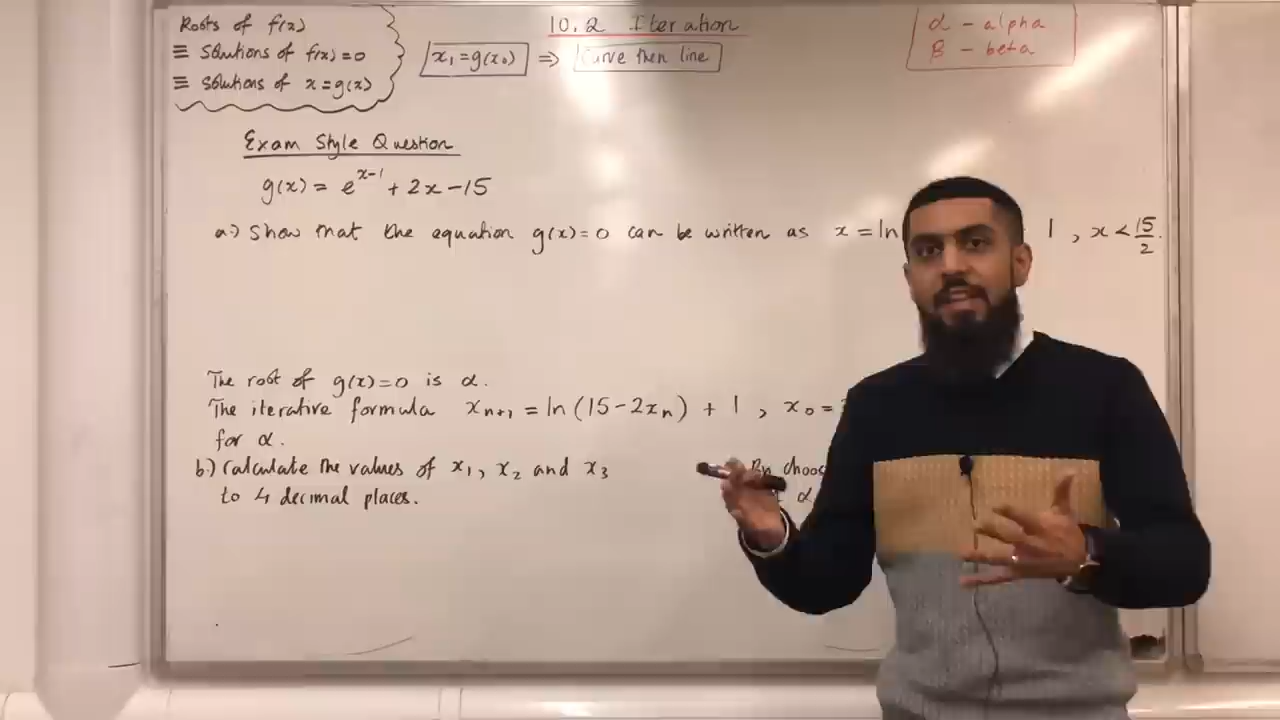 Roots of f(x)
≡ Solutions of f(x)=0
≡ Solutions of x=g(x)
x₁=g(x₀) ⇒ Curve then line
10.2 Iteration
α - alpha
β - beta
Exam Style Question
g(x) = e^(x-1) + 2x - 15
a.) Show that the equation g(x)=0 can be written as x = ln 1 , x < 15/2.
The root of g(x)=0 is α.
The iterative formula xₙ₊₁ = ln (15-2xₙ) + 1 , x₀ =
for α.
b.) Calculate the values of x₁, x₂ and x₃
to 4 decimal places.
α